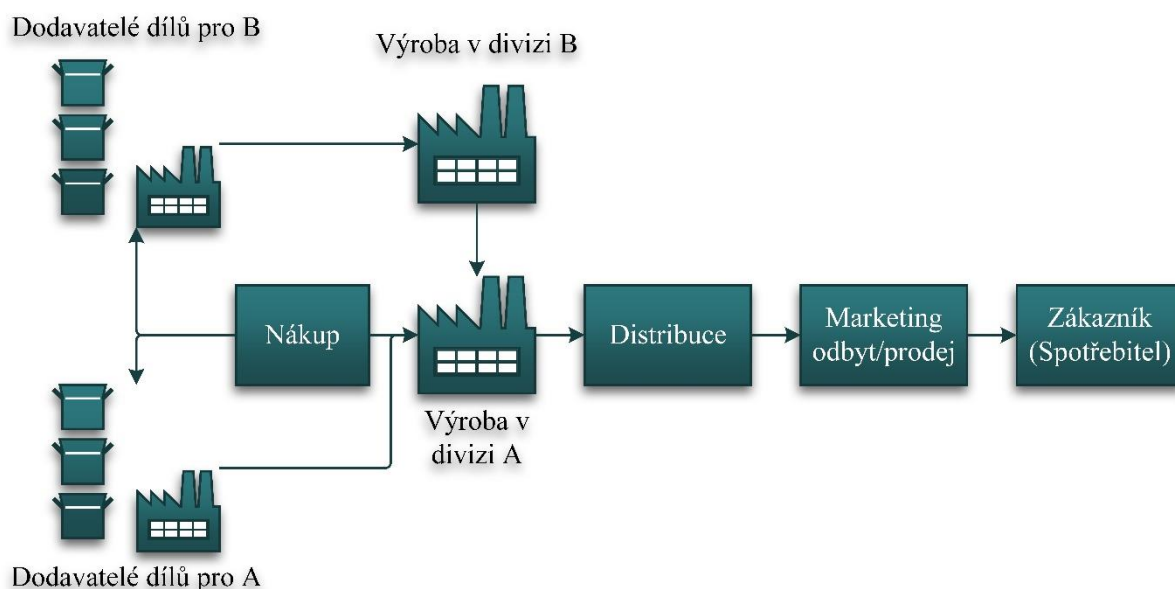 Dodavatelé dílů pro B
Výroba v divizi B
Nákup
Distribuce
Marketing
odbyt/prodej
Zákazník
(Spotřebitel)
Výroba v
divizi A
Dodavatelé dílů pro A